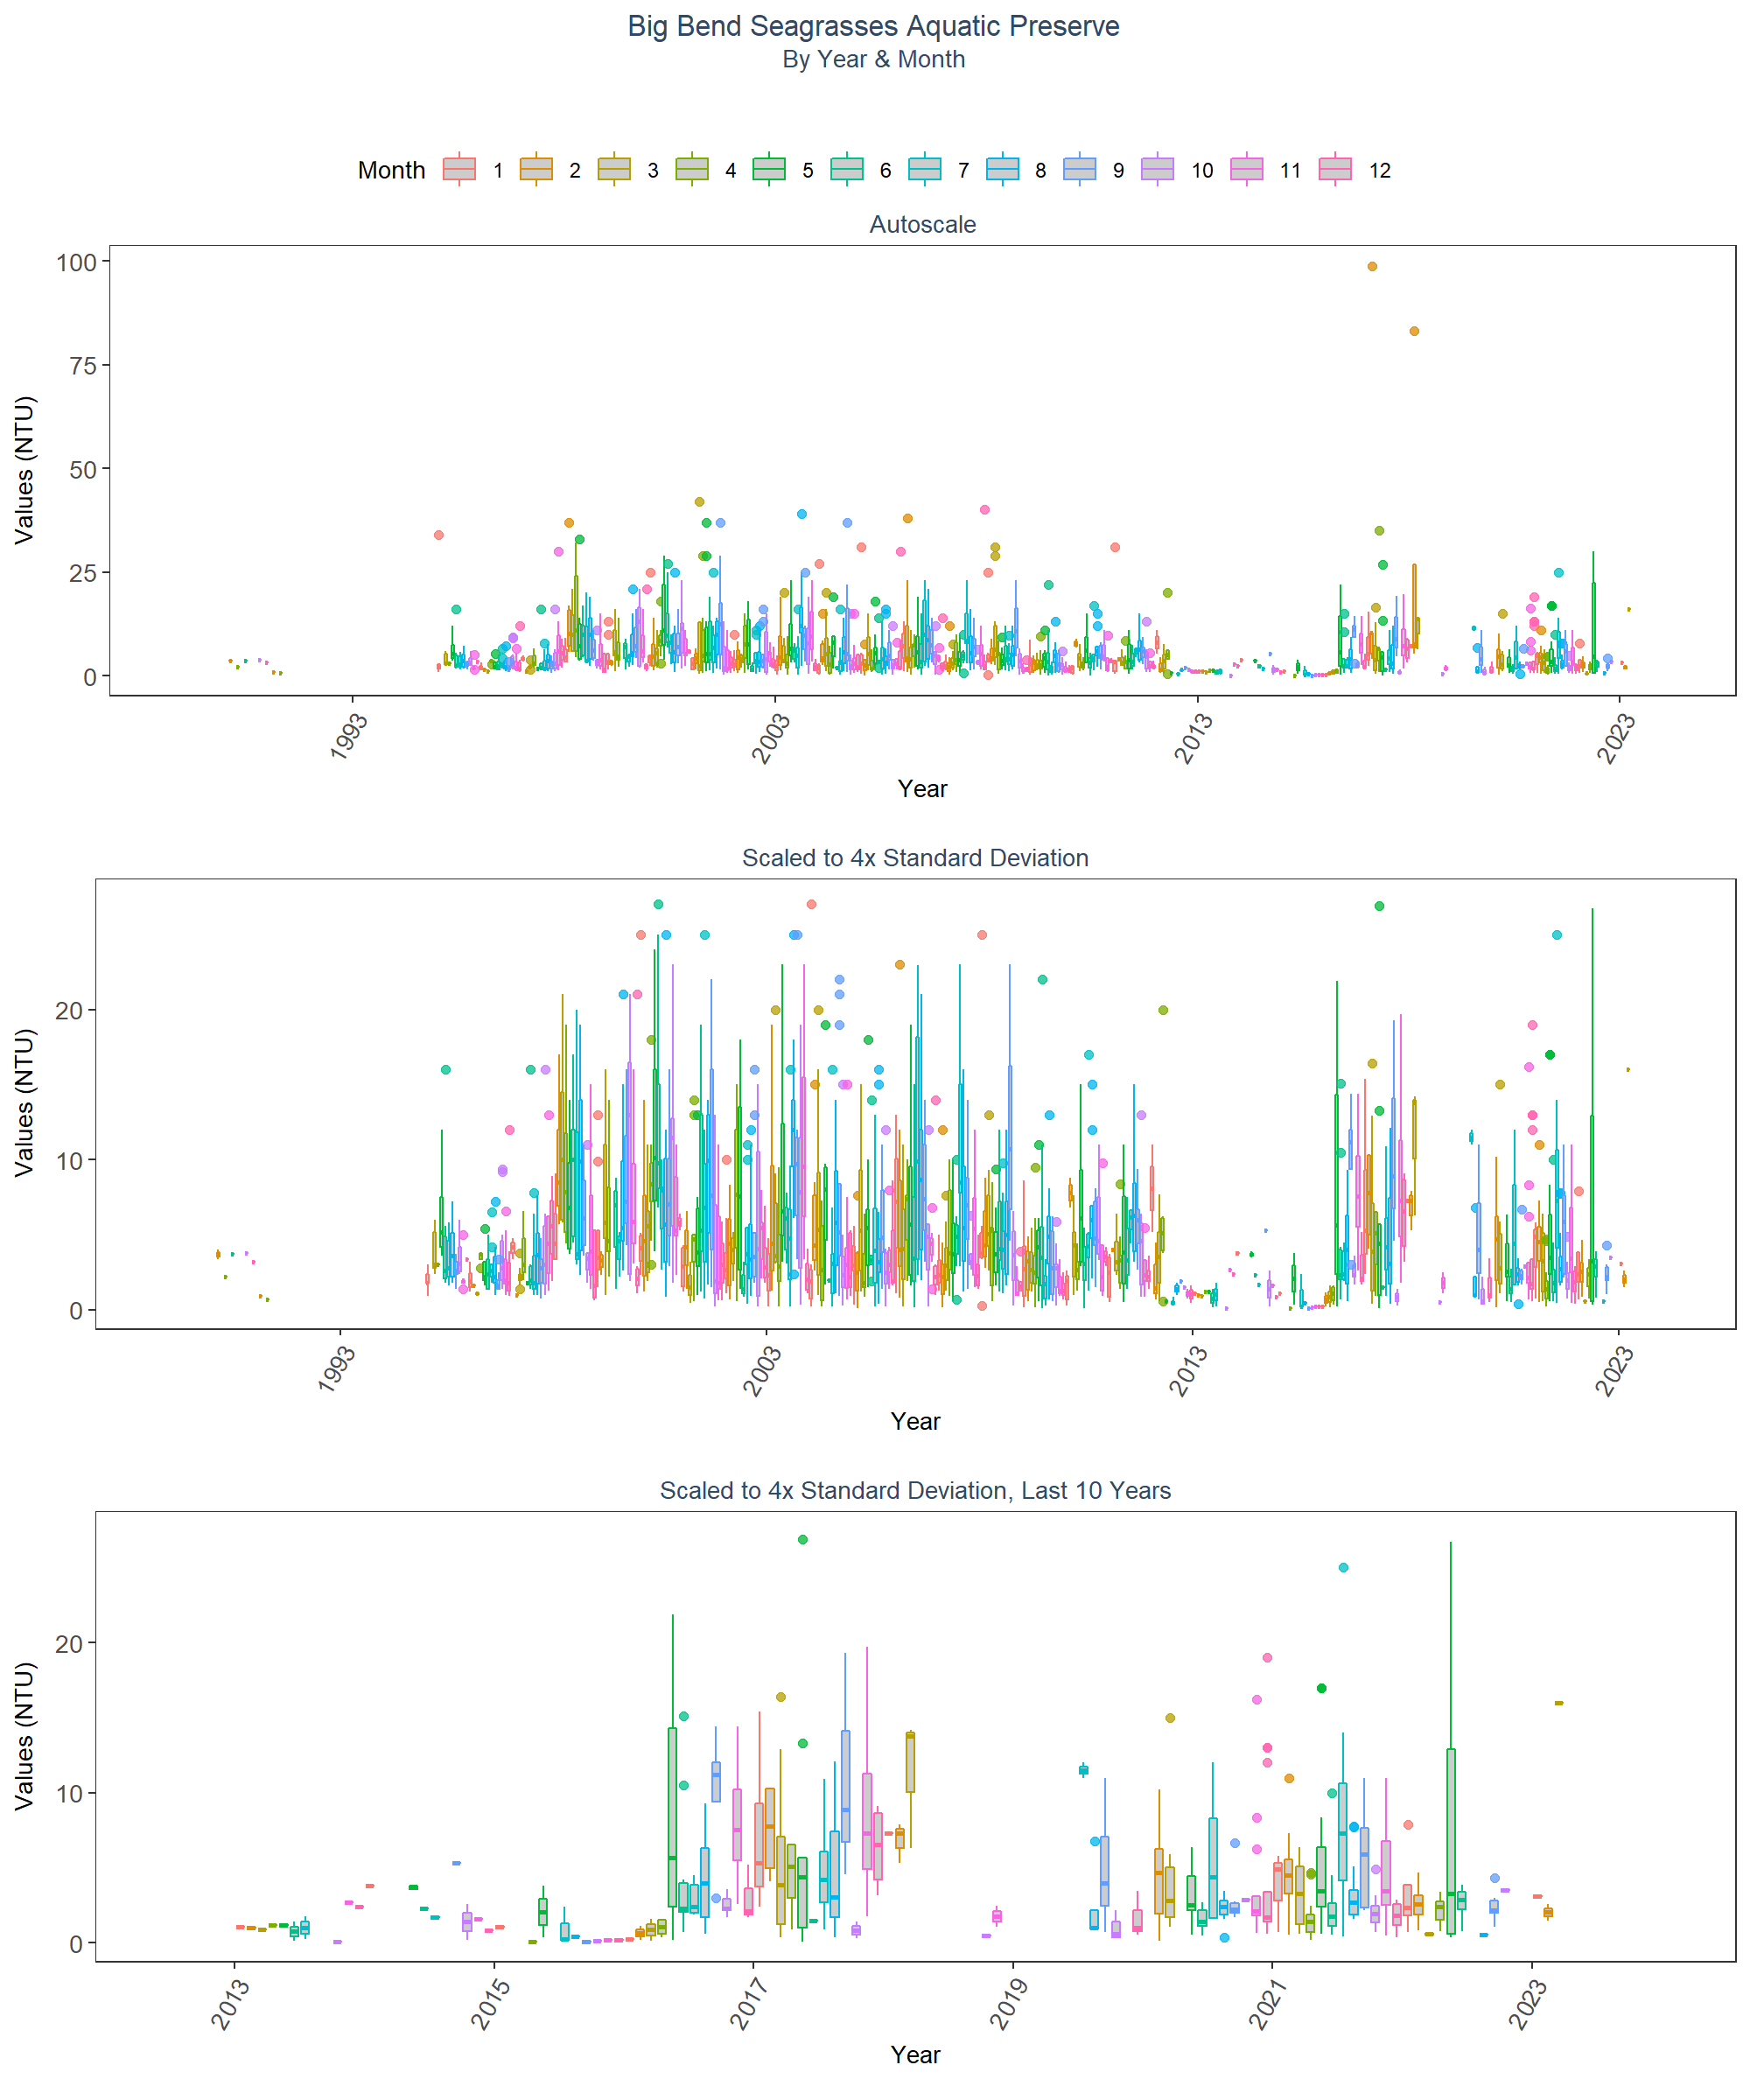 Big Bend Seagrasses Aquatic Preserve
By Year & Month
Month 1 2 3 4 5 6 7 8 9 10 11 12
Autoscale
Values (NTU)
100
75
50
25
0
1993 2003 2013 2023
Year
Scaled to 4x Standard Deviation
Values (NTU)
20
10
0
1993 2003 2013 2023
Year
Scaled to 4x Standard Deviation, Last 10 Years
Values (NTU)
20
10
0
2013 2015 2017 2019 2021 2023
Year